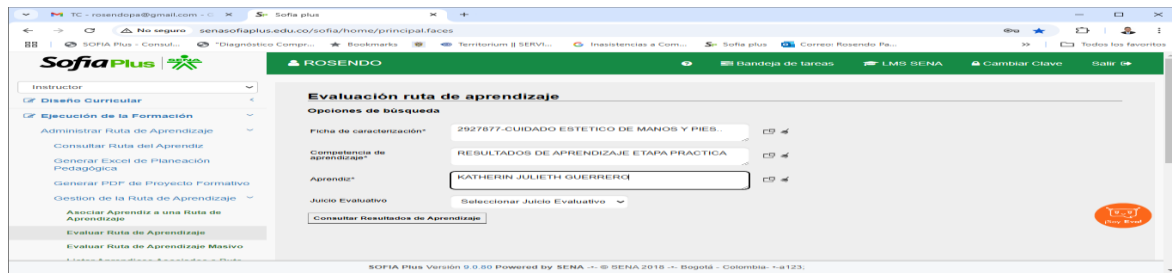 TC - rosendopa@gmail.com - C
Sofia plus
No seguro senasofiaplus.edu.co/sofia/home/principal.faces
SOFIA Plus - Consul...
"Diagnóstico Compr...
Bookmarks
Territorium || SERVI...
Inasistencias a Com...
Sofia plus
Correo: Rosendo Pa...
Todos los favoritos
Sofia Plus SENA
ROSENDO
Bandeja de tareas
LMS SENA
Cambiar Clave
Salir
Instructor
Diseño Curricular
Ejecución de la Formación
Administrar Ruta de Aprendizaje
Consultar Ruta del Aprendiz
Generar Excel de Planeación
Pedagógica
Generar PDF de Proyecto Formativo
Gestion de la Ruta de Aprendizaje
Asociar Aprendiz a una Ruta de
Aprendizaje
Evaluar Ruta de Aprendizaje
Evaluar Ruta de Aprendizaje Masivo
Evaluación ruta de aprendizaje
Opciones de búsqueda
Ficha de caracterización* 2927877-CUIDADO ESTETICO DE MANOS Y PIES..
Competencia de
aprendizaje* RESULTADOS DE APRENDIZAJE ETAPA PRACTICA
Aprendiz* KATHERIN JULIETH GUERRERO
Juicio Evaluativo Seleccionar Juicio Evaluativo
Consultar Resultados de Aprendizaje
SOFIA Plus Versión 9.0.80 Powered by SENA -:- © SENA 2018 -:- Bogotá - Colombia- -:-a123;